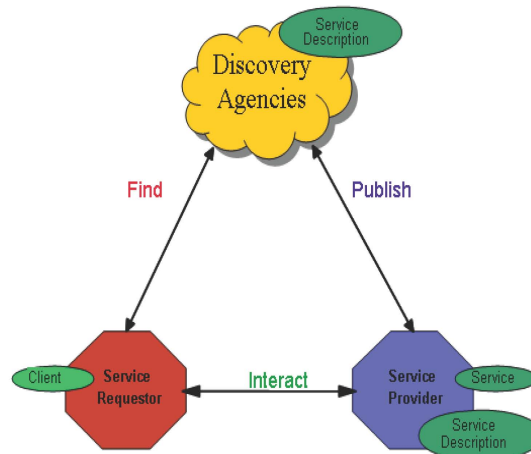 Service
Description
Discovery
Agencies
Find
Publish
Client
Service
Requestor
Interact
Service
Provider
Service
Service
Description